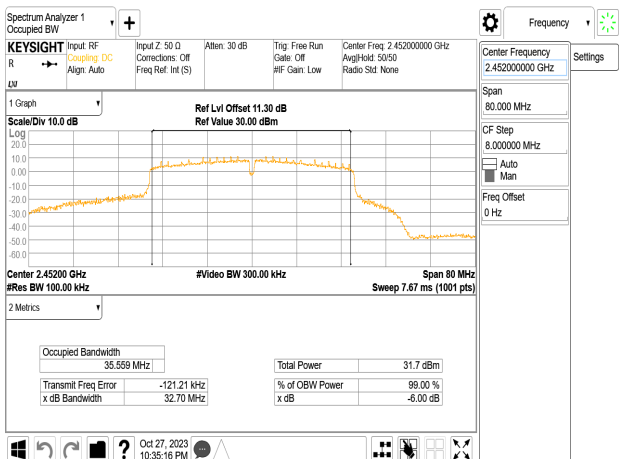 Spectrum Analyzer 1
Occupied BW
Frequency
KEYSIGHT
R
LXI
Input: RF
Coupling: DC
Align: Auto
Input Z: 50 Ω
Corrections: Off
Freq Ref: Int (S)
Atten: 30 dB
Trig: Free Run
Gate: Off
#IF Gain: Low
Center Freq: 2.452000000 GHz
Avg|Hold: 50/50
Radio Std: None
Center Frequency
2.452000000 GHz
Settings
Span
80.000 MHz
CF Step
8.000000 MHz
Auto
Man
Freq Offset
0 Hz
1 Graph
Ref Lvl Offset 11.30 dB
Scale/Div 10.0 dB
Ref Value 30.00 dBm
Log
20.0
10.0
0.00
-10.0
-20.0
-30.0
-40.0
-50.0
-60.0
Center 2.45200 GHz
#Video BW 300.00 kHz
Span 80 MHz
#Res BW 100.00 kHz
Sweep 7.67 ms (1001 pts)
2 Metrics
Occupied Bandwidth
35.559 MHz
Total Power
31.7 dBm
Transmit Freq Error
-121.21 kHz
% of OBW Power
99.00 %
x dB Bandwidth
32.70 MHz
x dB
-6.00 dB
?
Oct 27, 2023
10:35:16 PM